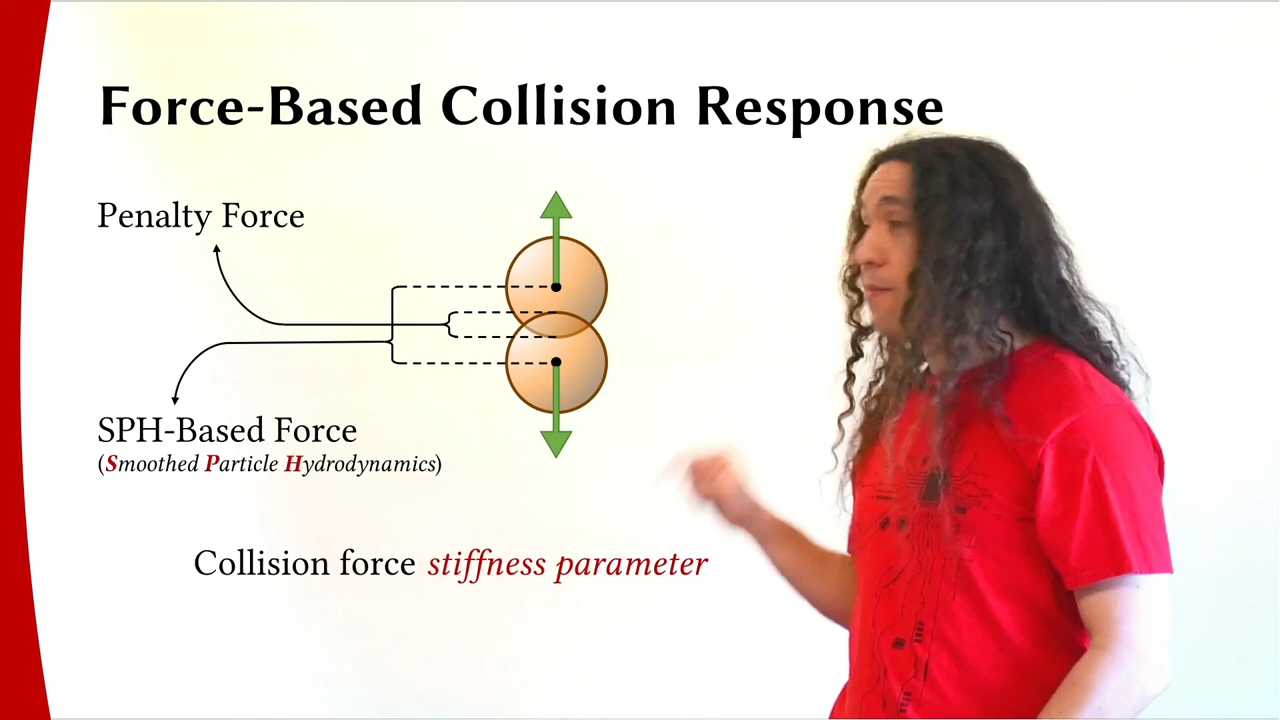 Force-Based Collision Response
Penalty Force
SPH-Based Force
(Smoothed Particle Hydrodynamics)
Collision force stiffness parameter